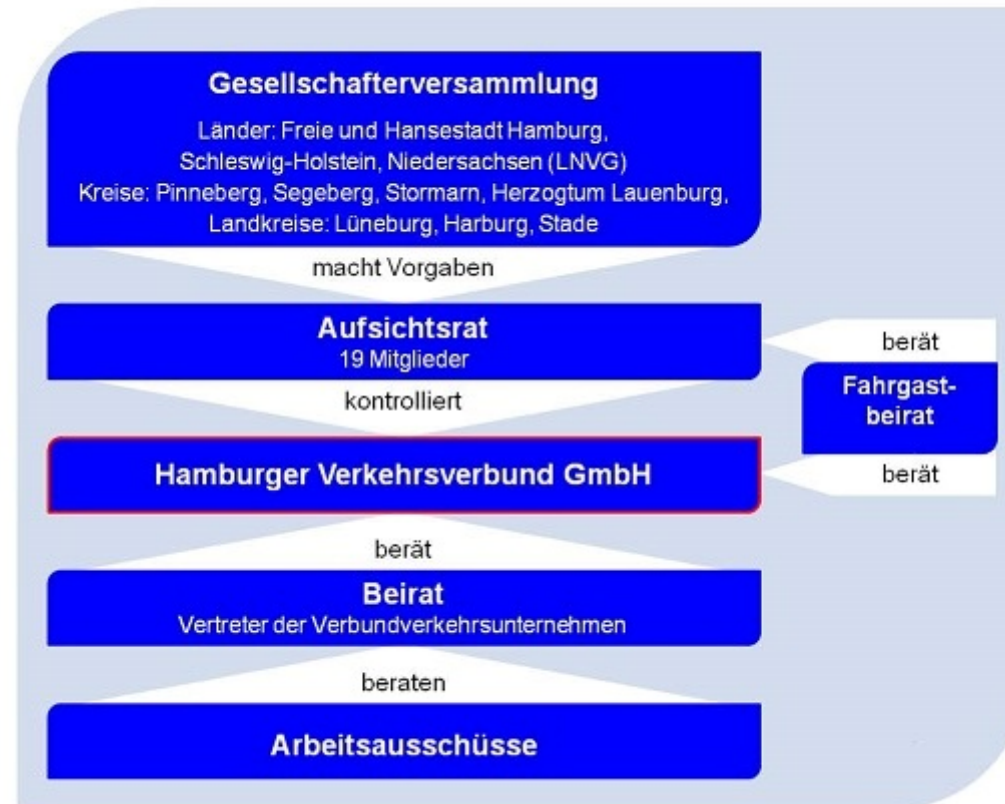 Gesellschafterversammlung
Länder: Freie und Hansestadt Hamburg,
Schleswig-Holstein, Niedersachsen (LNVG)
Kreise: Pinneberg, Segeberg, Stormarn, Herzogtum Lauenburg,
Landkreise: Lüneburg, Harburg, Stade
macht Vorgaben
Aufsichtsrat
19 Mitglieder
berät
kontrolliert
Fahrgast-
beirat
Hamburger Verkehrsverbund GmbH
berät
berät
Beirat
Vertreter der Verbundverkehrsunternehmen
beraten
Arbeitsausschüsse